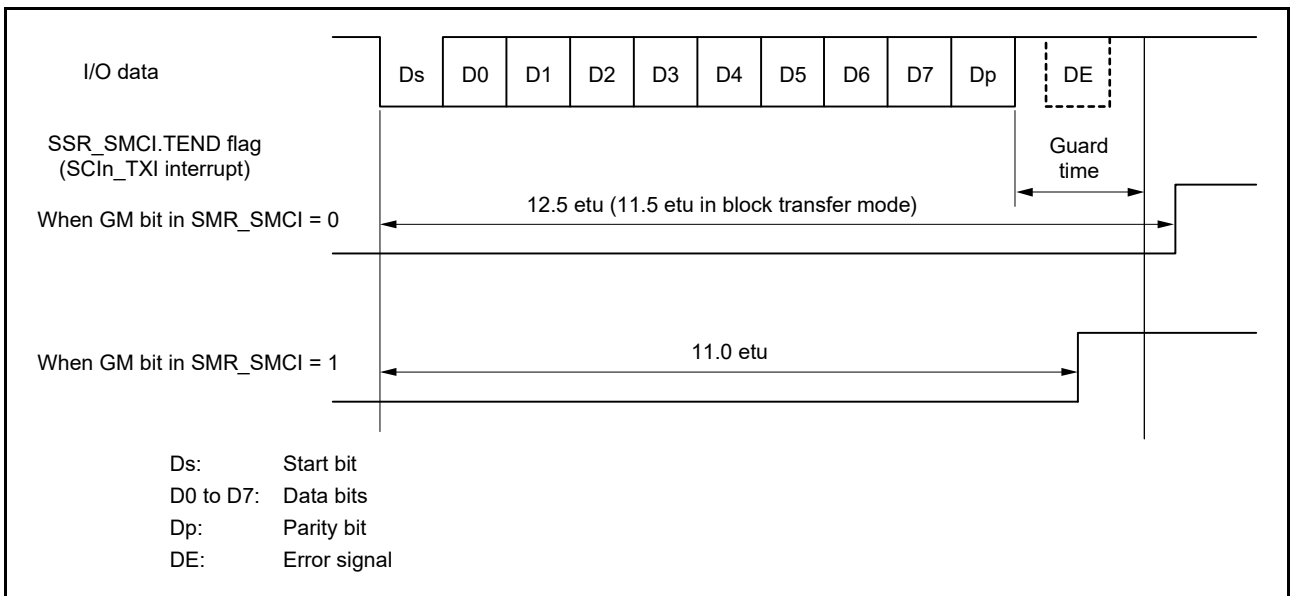 I/O data
Ds D0 D1 D2 D3 D4 D5 D6 D7 Dp DE
SSR_SMCI.TEND flag
(SCIn_TXI interrupt)
Guard
time
When GM bit in SMR_SMCI = 0
12.5 etu (11.5 etu in block transfer mode)
When GM bit in SMR_SMCI = 1
11.0 etu
Ds: Start bit
D0 to D7: Data bits
Dp: Parity bit
DE: Error signal